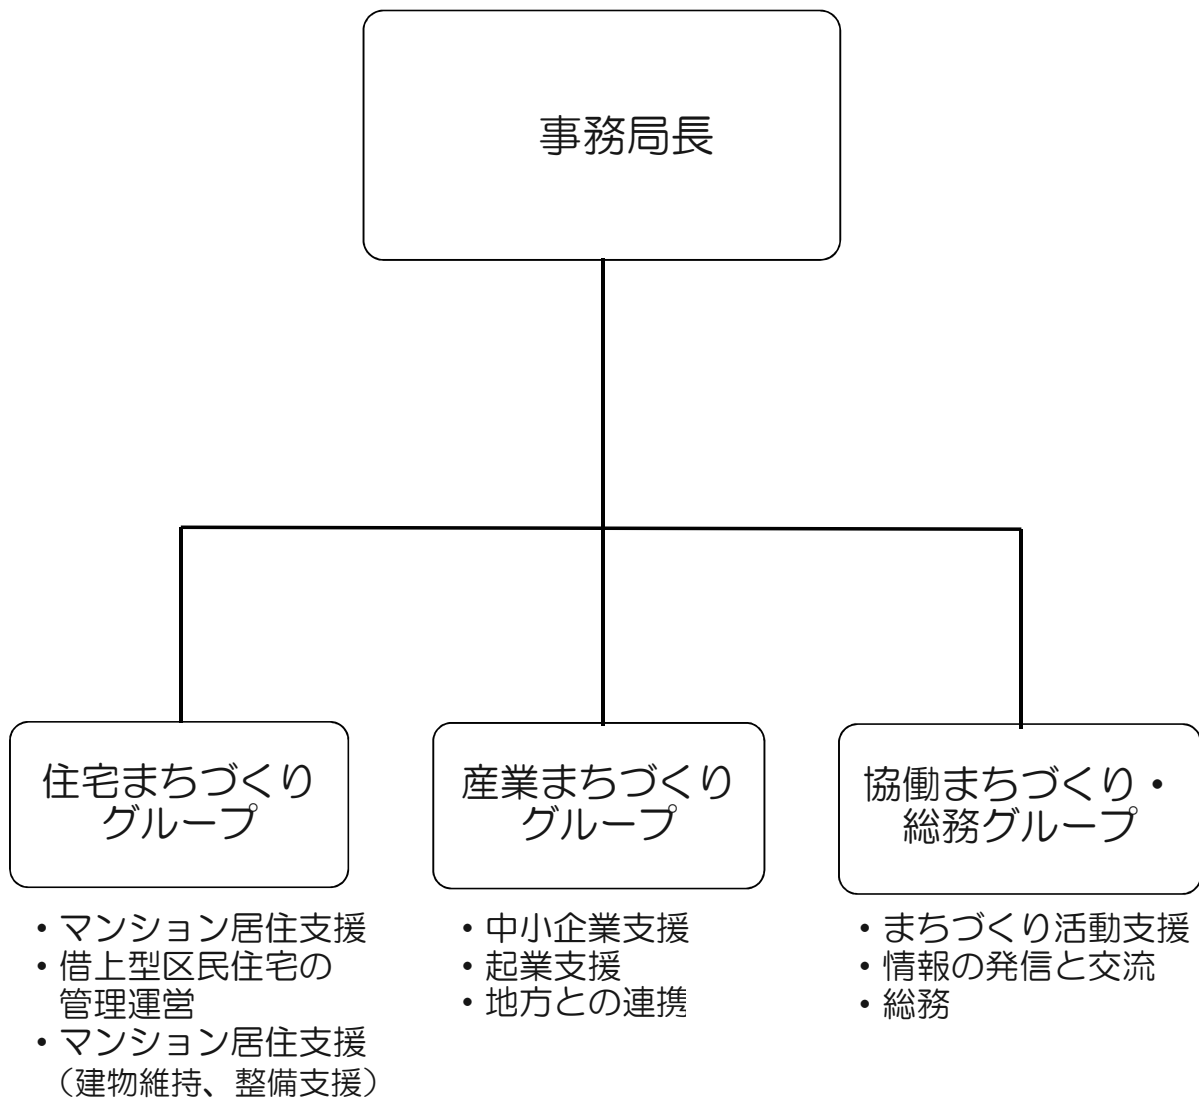 事務局長
住宅まちづくり
グループ
・マンション居住支援
・借上型区民住宅の
管理運営
・マンション居住支援
（建物維持、整備支援）
産業まちづくり
グループ
・中小企業支援
・起業支援
・地方との連携
協働まちづくり・
総務グループ
・まちづくり活動支援
・情報の発信と交流
・総務